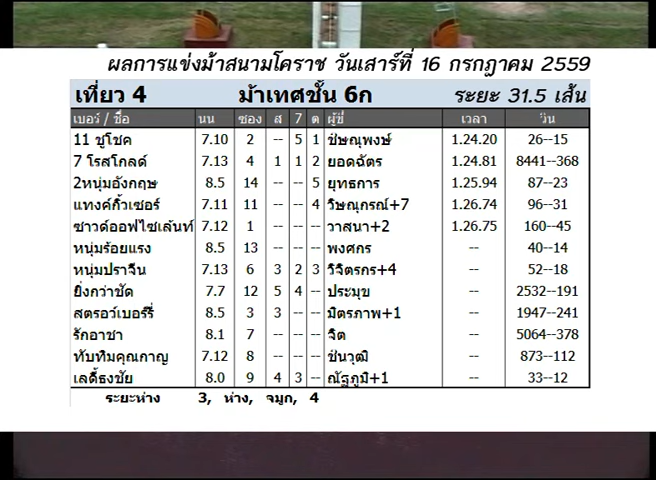 ผลการแข่งม้าสนามโคราช วันเสาร์ที่ 16 กรกฎาคม 2559
เที่ยว 4 ม้าเทศชั้น 6ก ระยะ 31.5 เส้น
เบอร์ / ชื่อ นน ซอง ส 7 ต ผู้ขี่ เวลา วิน
11 ชูโชค 7.10 2 -- 5 1 ชิษณุพงษ์ 1.24.20 26--15
7 โรสโกลด์ 7.13 4 1 1 2 ยอดฉัตร 1.24.81 8441--368
2หนุ่มอังกฤษ 8.5 14 -- -- 5 ยุทธการ 1.25.94 87--23
แทงค์กิ้วเซอร์ 7.11 11 -- -- 4 วิษณุกรณ์+7 1.26.74 96--31
ซาวด์ออฟไซเล้นท์ 7.12 1 -- -- -- วาสนา+2 1.26.75 160--45
หนุ่มร้อยแรง 8.5 13 -- -- -- พงศกร -- 40--14
หนุ่มปราจีน 7.13 6 3 2 3 วิจิตรกร+4 -- 52--18
ยิ่งกว่าชัด 7.7 12 5 4 -- ประมุข -- 2532--191
สตรอว์เบอร์รี่ 8.5 3 3 -- -- มิตรภาพ+1 -- 1947--241
รักอาชา 8.1 7 -- -- -- จิต -- 5064--378
ทับทิมคุณกาญ 7.12 8 -- -- -- ชินวุฒิ -- 873--112
เลดี้ธงชัย 8.0 9 4 3 -- ณัฐภูมิ+1 -- 33--12
ระยะห่าง 3, ห่าง, จมูก, 4